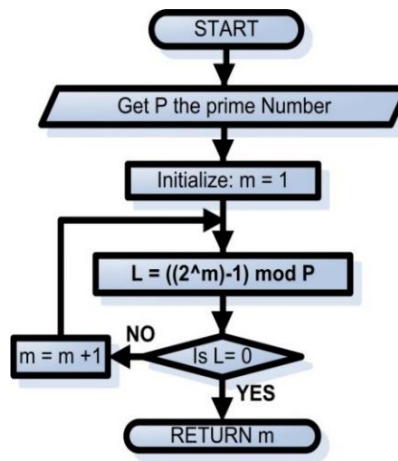 START
Get P the prime Number
Initialize: m = 1
L = ((2^m)-1) mod P
NO
m = m +1
Is L= 0
YES
RETURN m